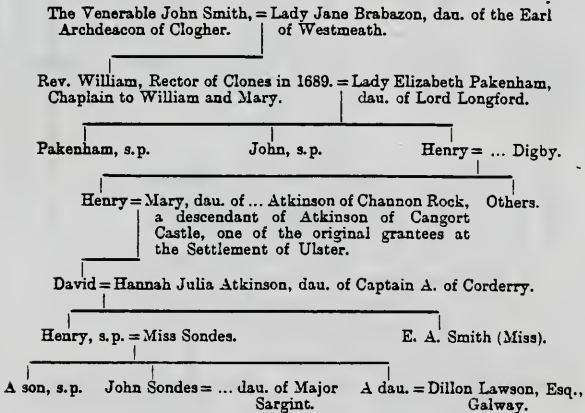 The Venerable John Smith, = Lady Jane Brabazon, dau. of the Earl
Archdeacon of Clogher. of Westmeath.
Rev. William, Rector of Clones in 1689. = Lady Elizabeth Pakenham,
Chaplain to William and Mary. dau. of Lord Longford.
Pakenham, s.p. John, s.p. Henry = ... Digby.
Henry = Mary, dau. of ... Atkinson of Channon Rock, Others.
a descendant of Atkinson of Cangort
Castle, one of the original grantees at
the Settlement of Ulster.
David = Hannah Julia Atkinson, dau. of Captain A. of Corderry.
Henry, s.p. = Miss Sondes. E. A. Smith (Miss).
A son, s.p. John Sondes = ... dau. of Major A dau. = Dillon Lawson, Esq.,
Sargint. Galway.